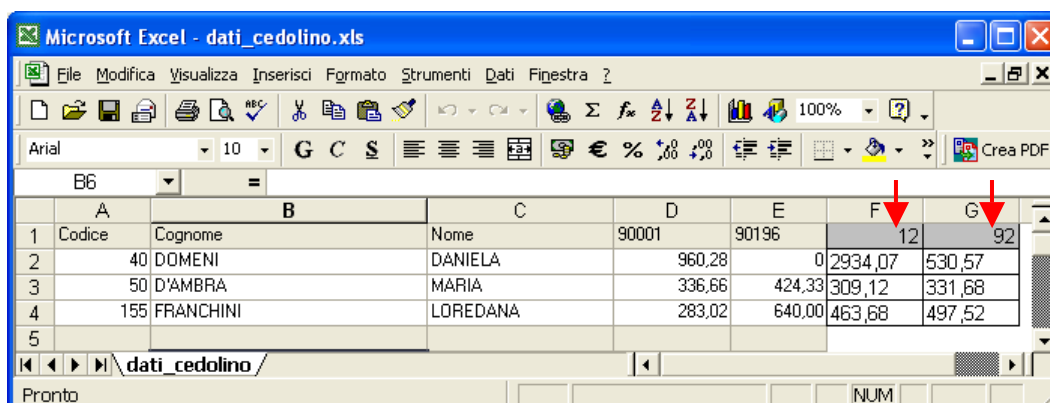 Microsoft Excel - dati_cedolino.xls
File Modifica Visualizza Inserisci Formato Strumenti Dati Finestra ?
ABC Σ fx A Z Z A 100% ?
Arial 10 G C S € % ,00 Crea PDF
B6 =
A B C D E F G
1 Codice Cognome Nome 90001 90196 12 92
2 40 DOMENI DANIELA 960,28 0 2934,07 530,57
3 50 D'AMBRA MARIA 336,66 424,33 309,12 331,68
4 155 FRANCHINI LOREDANA 283,02 640,00 463,68 497,52
5
dati_cedolino
Pronto NUM